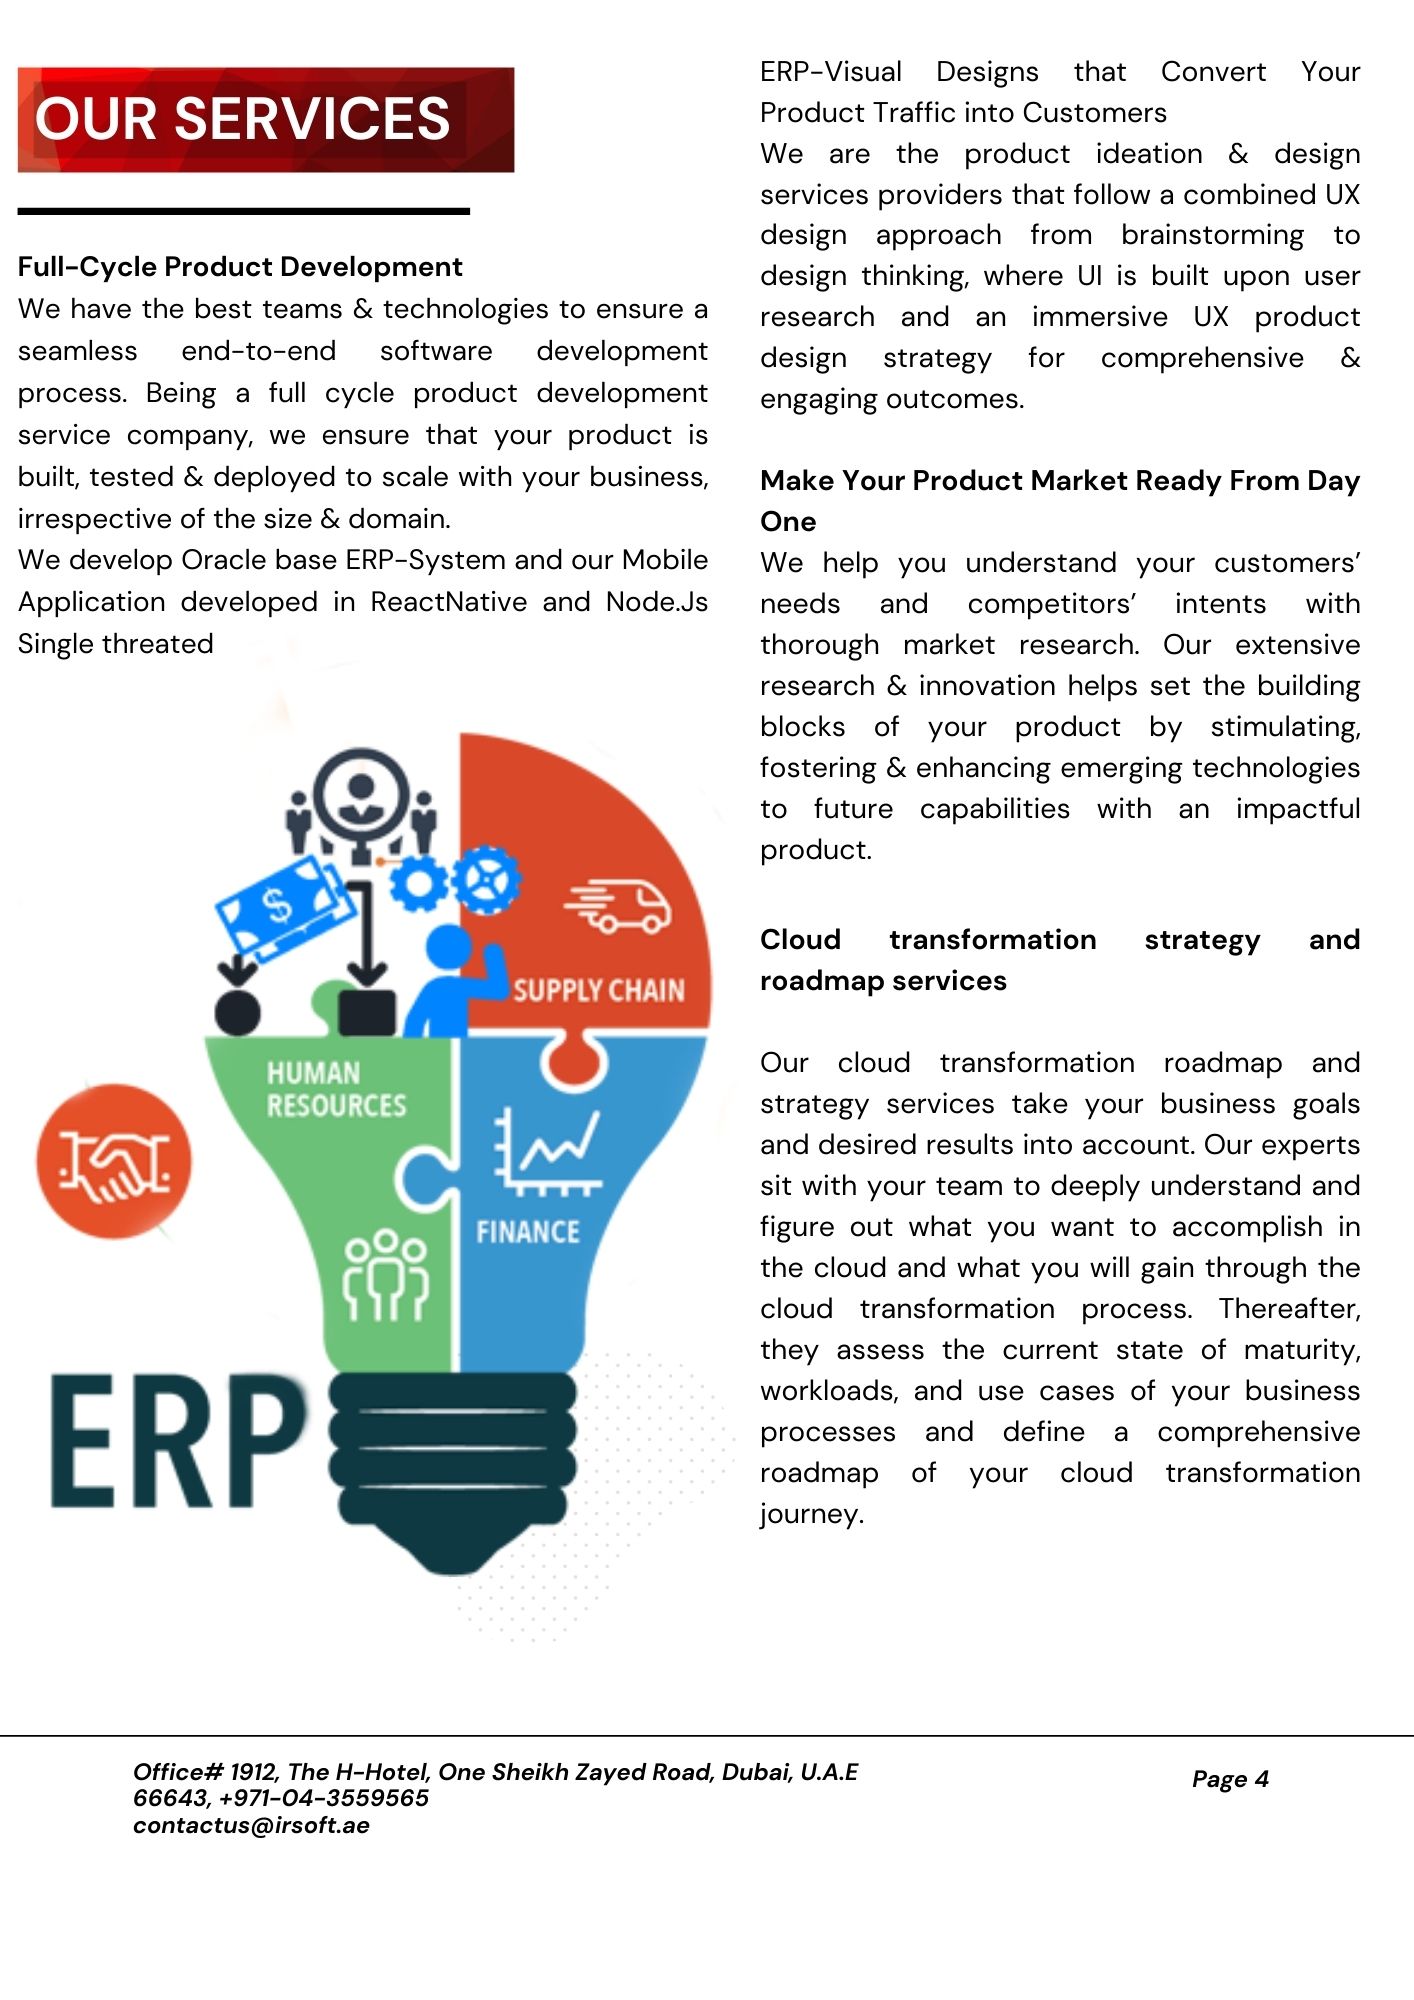 OUR SERVICES
Full-Cycle Product Development
We have the best teams & technologies to ensure a
seamless end-to-end software development
process. Being a full cycle product development
service company, we ensure that your product is
built, tested & deployed to scale with your business,
irrespective of the size & domain.
We develop Oracle base ERP-System and our Mobile
Application developed in ReactNative and Node.Js
Single threated
SUPPLY CHAIN
HUMAN
RESOURCES
FINANCE
ERP
ERP-Visual Designs that Convert Your
Product Traffic into Customers
We are the product ideation & design
services providers that follow a combined UX
design approach from brainstorming to
design thinking, where UI is built upon user
research and an immersive UX product
design strategy for comprehensive &
engaging outcomes.
Make Your Product Market Ready From Day
One
We help you understand your customers’
needs and competitors’ intents with
thorough market research. Our extensive
research & innovation helps set the building
blocks of your product by stimulating,
fostering & enhancing emerging technologies
to future capabilities with an impactful
product.
Cloud transformation strategy and
roadmap services
Our cloud transformation roadmap and
strategy services take your business goals
and desired results into account. Our experts
sit with your team to deeply understand and
figure out what you want to accomplish in
the cloud and what you will gain through the
cloud transformation process. Thereafter,
they assess the current state of maturity,
workloads, and use cases of your business
processes and define a comprehensive
roadmap of your cloud transformation
journey.
Office# 1912, The H-Hotel, One Sheikh Zayed Road, Dubai, U.A.E
66643, +971-04-3559565
contactus@irsoft.ae
Page 4